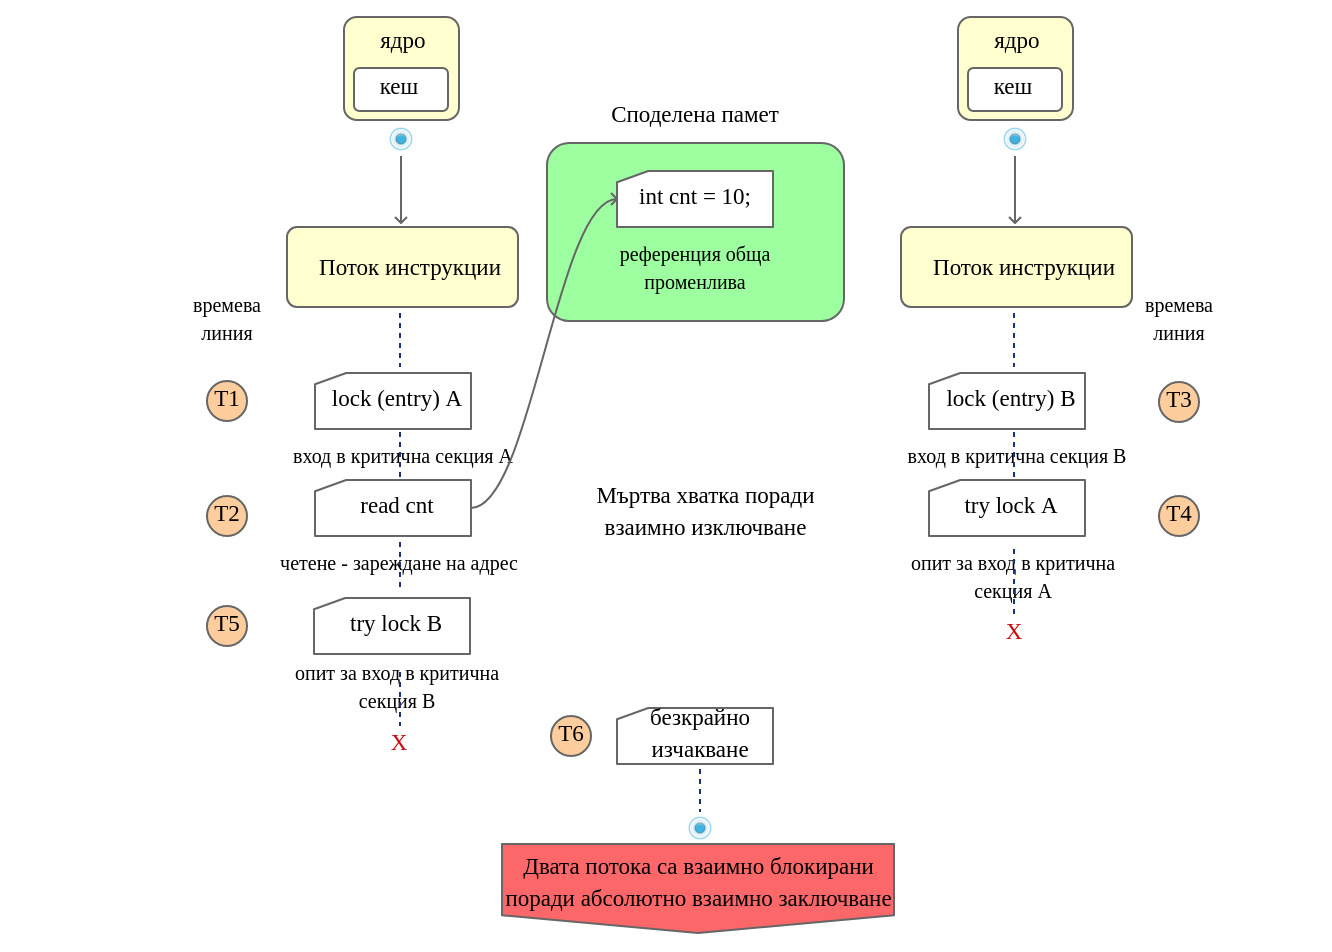 ядро
кеш
ядро
кеш
Споделена памет
int cnt = 10;
референция обща
променлива
Поток инструкции
Поток инструкции
времева
линия
времева
линия
T1
lock (entry) A
lock (entry) B
T3
вход в критична секция A
вход в критична секция B
T2
read cnt
Мъртва хватка поради
взаимно изключване
try lock A
T4
четене - зареждане на адрес
опит за вход в критична
секция A
T5
try lock B
X
опит за вход в критична
секция B
X
T6
безкрайно
изчакване
Двата потока са взаимно блокирани
поради абсолютно взаимно заключване